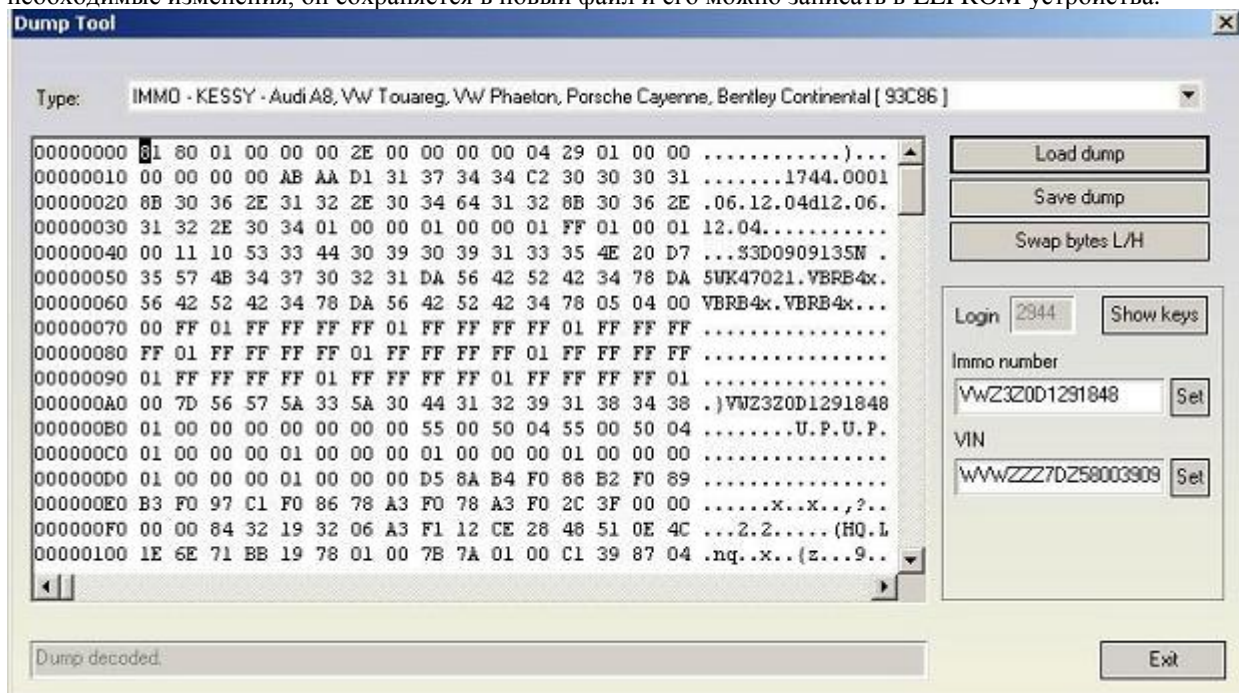 необходимые изменения, он сохраняется в новый файл и его можно записать в EEPROM устройства.
Dump Tool
Type: IMMO - KESSY - Audi A8, VW Touareg, VW Phaeton, Porsche Cayenne, Bentley Continental [ 93C86 ]
00000000 81 80 01 00 00 00 2E 00 00 00 00 04 29 01 00 00 ............)...
00000010 00 00 00 00 AB AA D1 31 37 34 34 C2 30 30 30 31 .......1744.0001
00000020 8B 30 36 2E 31 32 2E 30 34 64 31 32 8B 30 36 2E .06.12.04d12.06.
00000030 31 32 2E 30 34 01 00 00 01 00 00 01 FF 01 00 01 12.04...........
00000040 00 11 10 53 33 44 30 39 30 39 31 33 35 4E 20 D7 ...S3D0909135N .
00000050 35 57 4B 34 37 30 32 31 DA 56 42 52 42 34 78 DA 5WK47021.VBRB4x.
00000060 56 42 52 42 34 78 DA 56 42 52 42 34 78 05 04 00 VBRB4x.VBRB4x...
00000070 00 FF 01 FF FF FF FF 01 FF FF FF FF 01 FF FF FF ................
00000080 FF 01 FF FF FF FF 01 FF FF FF FF 01 FF FF FF FF ................
00000090 01 FF FF FF FF 01 FF FF FF FF 01 FF FF FF FF 01 ................
000000A0 00 7D 56 57 5A 33 5A 30 44 31 32 39 31 38 34 38 .}VWZ3Z0D1291848
000000B0 01 00 00 00 00 00 00 00 55 00 50 04 55 00 50 04 ........U.P.U.P.
000000C0 01 00 00 00 01 00 00 00 01 00 00 00 01 00 00 00 ................
000000D0 01 00 00 00 01 00 00 00 D5 8A B4 F0 88 B2 F0 89 ................
000000E0 B3 F0 97 C1 F0 86 78 A3 F0 78 A3 F0 2C 3F 00 00 ......x..x..,?..
000000F0 00 00 84 32 19 32 06 A3 F1 12 CE 28 48 51 0E 4C ...2.2.....(HQ.L
00000100 1E 6E 71 BB 19 78 01 00 7B 7A 01 00 C1 39 87 04 .nq..x..{z...9..
Load dump
Save dump
Swap bytes L/H
Login 2944 Show keys
Immo number
VWZ3Z0D1291848 Set
VIN
WVWZZZ7DZ58003909 Set
Dump decoded.
Exit